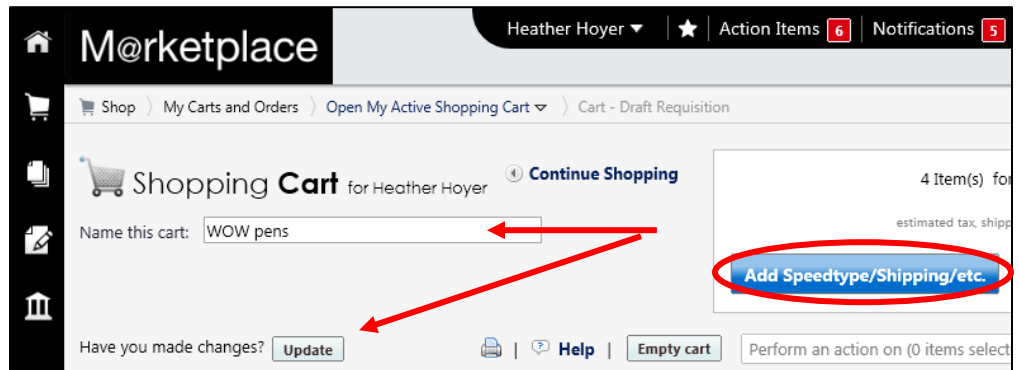 M@rketplace
Heather Hoyer ▼ | ★ | Action Items 6 | Notifications 5
Shop 〉 My Carts and Orders 〉 Open My Active Shopping Cart ▽ 〉 Cart - Draft Requisition
Shopping Cart for Heather Hoyer
Continue Shopping
4 Item(s) for
Name this cart: WOW pens
estimated tax, shipp
Add Speedtype/Shipping/etc.
Have you made changes? Update
| Help | Empty cart
Perform an action on (0 items select